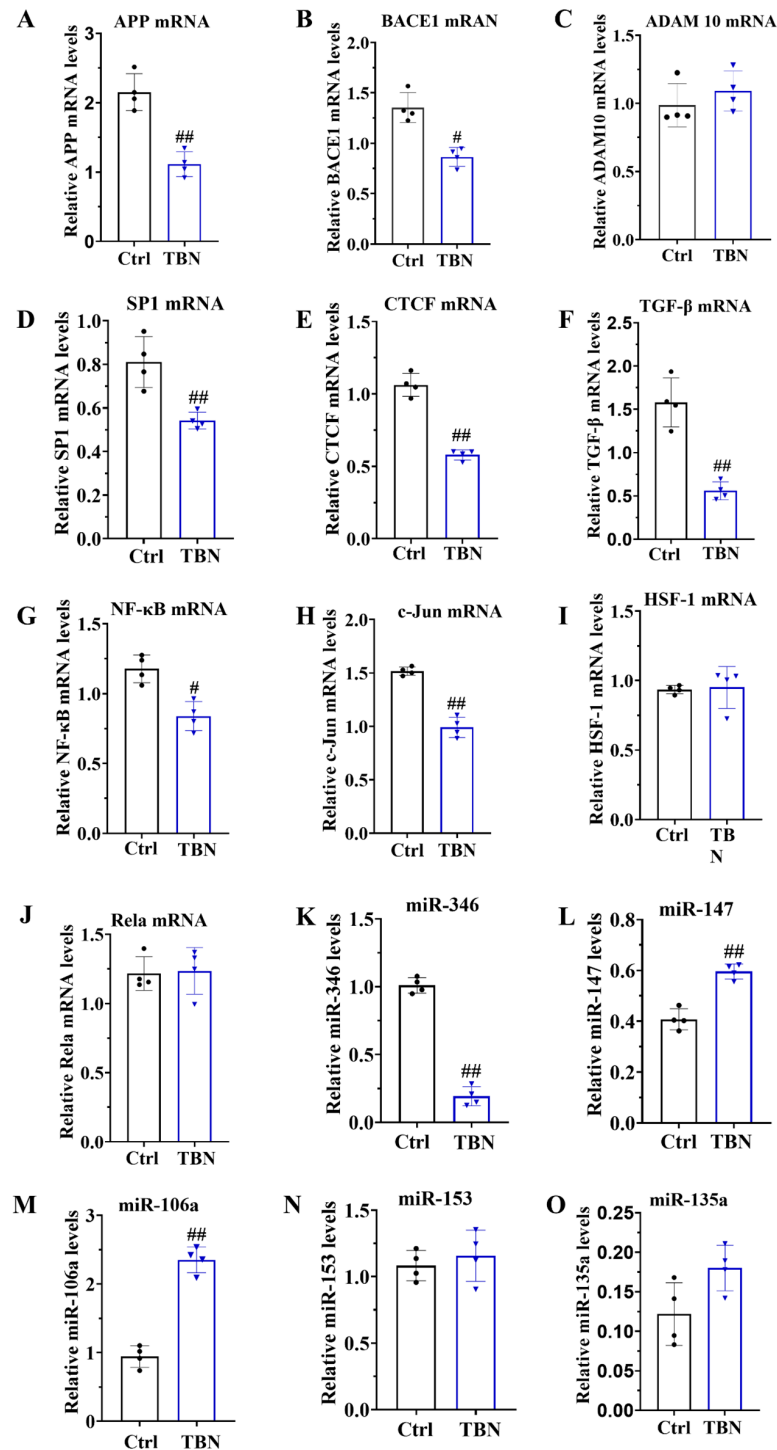 A
APP mRNA
Relative APP mRNA levels
3
2
1
0
##
Ctrl TBN
B
BACE1 mRAN
Relative BACE1 mRNA levels
2.0
1.5
1.0
0.5
0.0
#
Ctrl TBN
C
ADAM 10 mRNA
Relative ADAM10 mRNA levels
1.5
1.0
0.5
0.0
Ctrl TBN
D
SP1 mRNA
Relative SP1 mRNA levels
1.0
0.8
0.6
0.4
0.2
0.0
##
Ctrl TBN
E
CTCF mRNA
Relative CTCF mRNA levels
1.5
1.0
0.5
0.0
##
Ctrl TBN
F
TGF-β mRNA
Relative TGF-β mRNA levels
2.5
2.0
1.5
1.0
0.5
0.0
##
Ctrl TBN
G
NF-κB mRNA
Relative NF-κB mRNA levels
1.5
1.0
0.5
0.0
#
Ctrl TBN
H
c-Jun mRNA
Relative c-Jun mRNA levels
2.0
1.5
1.0
0.5
0.0
##
Ctrl TBN
I
HSF-1 mRNA
Relative HSF-1 mRNA levels
1.5
1.0
0.5
0.0
Ctrl TB
N
J
Rela mRNA
Relative Rela mRNA levels
1.5
1.0
0.5
0.0
Ctrl TBN
K
miR-346
Relative miR-346 levels
1.5
1.0
0.5
0.0
##
Ctrl TBN
L
miR-147
Relative miR-147 levels
0.8
0.6
0.4
0.2
0.0
##
Ctrl TBN
M
miR-106a
Relative miR-106a levels
3
2
1
0
##
Ctrl TBN
N
miR-153
Relative miR-153 levels
1.5
1.0
0.5
0.0
Ctrl TBN
O
miR-135a
Relative miR-135a levels
0.25
0.20
0.15
0.10
0.05
0.00
Ctrl TBN